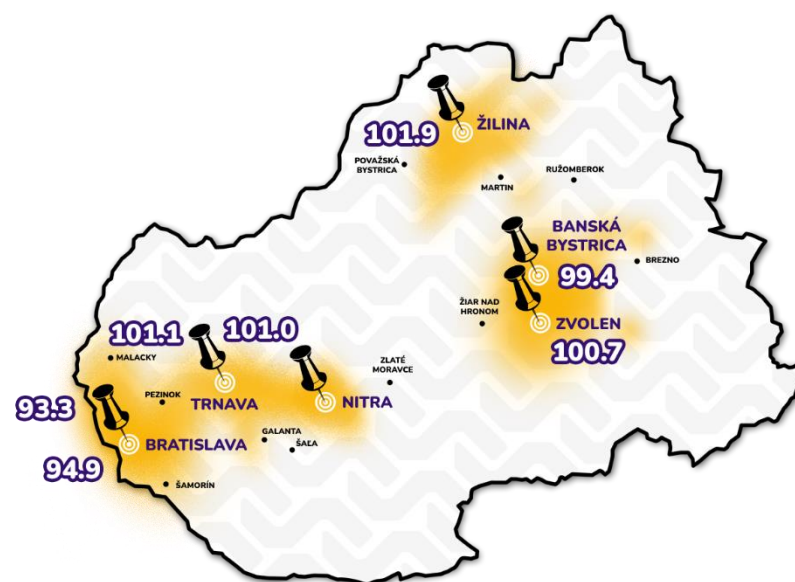 ŽILINA
101.9
POVAŽSKÁ
BYSTRICA
MARTIN
RUŽOMBEROK
BANSKÁ
BYSTRICA
BREZNO
99.4
ŽIAR NAD
HRONOM
ZVOLEN
100.7
101.1
101.0
MALACKY
ZLATÉ
MORAVCE
PEZINOK
TRNAVA
NITRA
93.3
BRATISLAVA
GALANTA
ŠAĽA
94.9
ŠAMORÍN